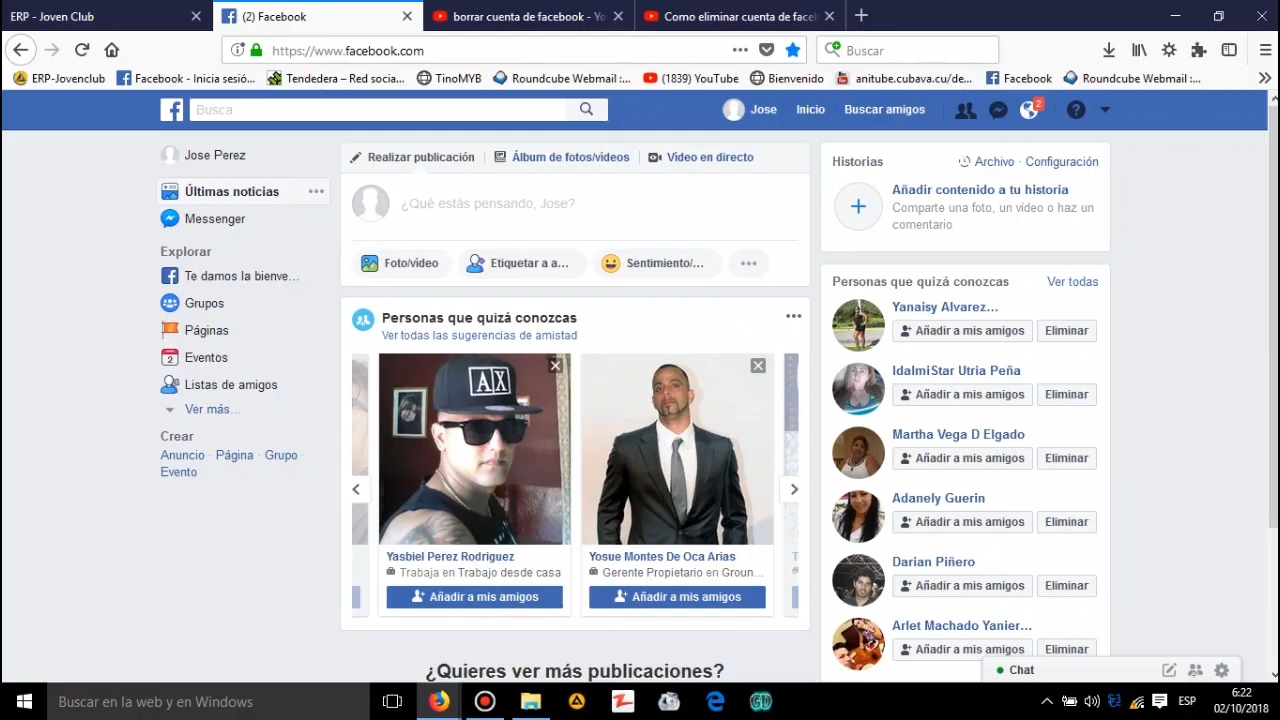 ERP - Joven Club
(2) Facebook
borrar cuenta de facebook - Yo
Como eliminar cuenta de face
https://www.facebook.com
Buscar
ERP-Jovenclub
Facebook - Inicia sesió...
Tendedera – Red socia...
TinoMYB
Roundcube Webmail :...
(1839) YouTube
Bienvenido
anitube.cubava.cu/de...
Facebook
Roundcube Webmail :...
Busca
Jose
Inicio
Buscar amigos
2
Jose Perez
Últimas noticias
Messenger
Explorar
Te damos la bienve...
Grupos
Páginas
2
Eventos
Listas de amigos
Ver más...
Crear
Anuncio · Página · Grupo ·
Evento
Realizar publicación
Álbum de fotos/vídeos
Vídeo en directo
¿Qué estás pensando, Jose?
Foto/vídeo
Etiquetar a a...
Sentimiento/...
Personas que quizá conozcas
Ver todas las sugerencias de amistad
AX
Yasbiel Perez Rodriguez
Trabaja en Trabajo desde casa
Añadir a mis amigos
Yosue Montes De Oca Arias
Gerente Propietario en Groun...
Añadir a mis amigos
¿Quieres ver más publicaciones?
Historias
Archivo · Configuración
Añadir contenido a tu historia
Comparte una foto, un vídeo o haz un
comentario
Personas que quizá conozcas
Ver todas
Yanaisy Alvarez...
Añadir a mis amigos
Eliminar
IdalmiStar Utria Peña
Añadir a mis amigos
Eliminar
Martha Vega D Elgado
Añadir a mis amigos
Eliminar
Adanely Guerin
Añadir a mis amigos
Eliminar
Darian Piñero
Añadir a mis amigos
Eliminar
Arlet Machado Yanier...
Añadir a mis amigos
Eliminar
Chat
Buscar en la web y en Windows
ESP
6:22
02/10/2018